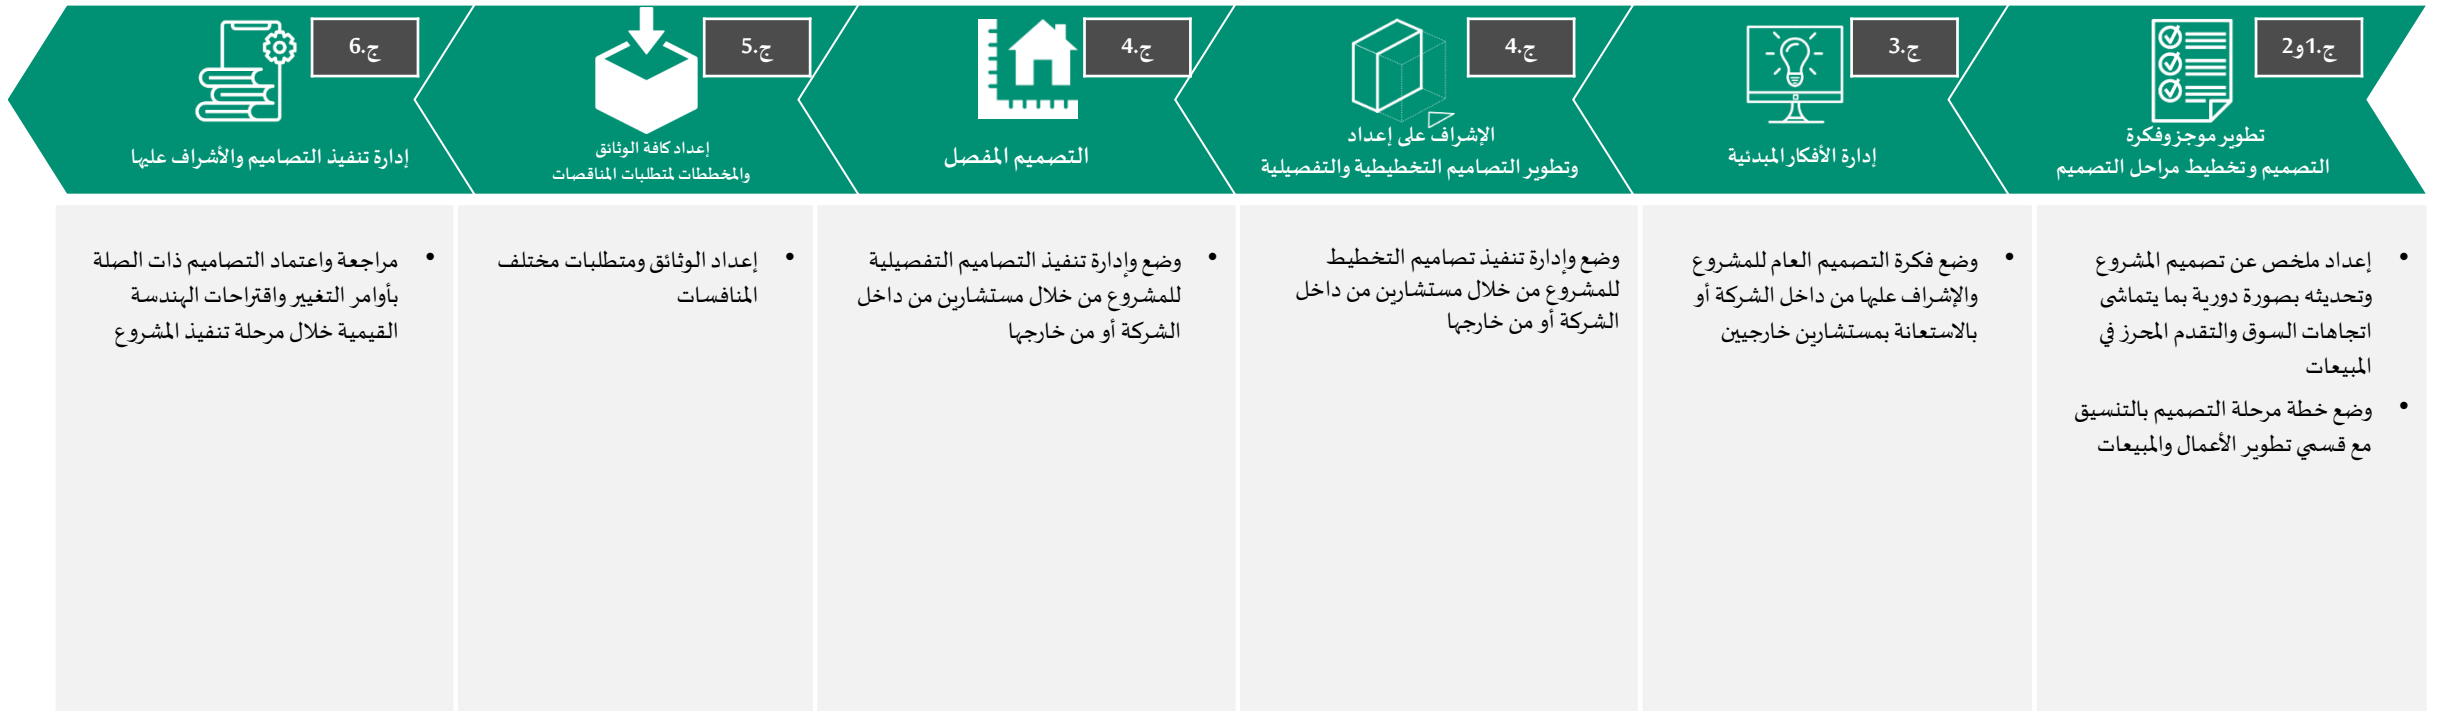 ج.1و2
تطوير موجز وفكرة
التصميم وتخطيط مراحل التصميم
ج.3
إدارة الأفكار المبدئية
ج.4
الإشراف على إعداد
وتطوير التصاميم التخطيطية والتفصيلية
ج.4
التصميم المفصل
ج.5
إعداد كافة الوثائق
والمخططات لمتطلبات المناقصات
ج.6
إدارة تنفيذ التصاميم والأشراف عليها
• إعداد ملخص عن تصميم المشروع
وتحديثه بصورة دورية بما يتماشى
اتجاهات السوق والتقدم المحرز في
المبيعات
• وضع خطة مرحلة التصميم بالتنسيق
مع قسمي تطوير الأعمال والمبيعات
• وضع فكرة التصميم العام للمشروع
والإشراف عليها من داخل الشركة أو
بالاستعانة بمستشارين خارجيين
وضع وإدارة تنفيذ تصاميم التخطيط
للمشروع من خلال مستشارين من داخل
الشركة أو من خارجها
• وضع وإدارة تنفيذ التصاميم التفصيلية
للمشروع من خلال مستشارين من داخل
الشركة أو من خارجها
• إعداد الوثائق ومتطلبات مختلف
المنافسات
• مراجعة واعتماد التصاميم ذات الصلة
بأوامر التغيير واقتراحات الهندسة
القيمية خلال مرحلة تنفيذ المشروع